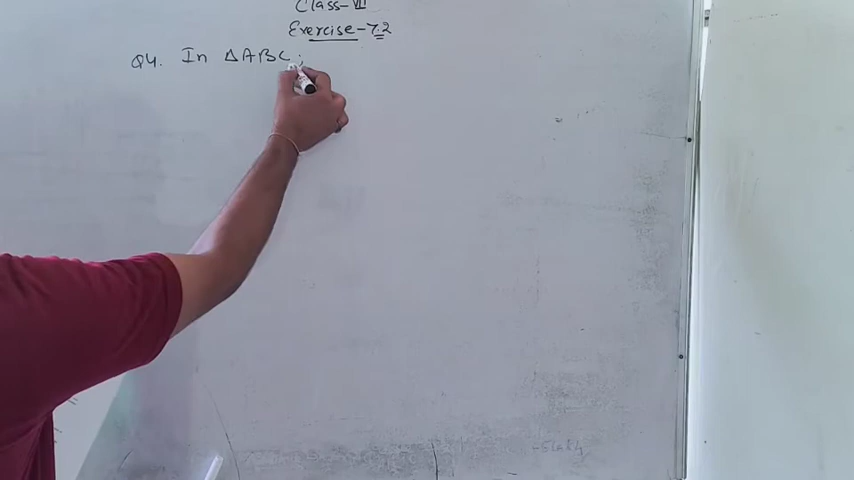 Class-VII
Exercise-7.2
Q4. In ΔABC,